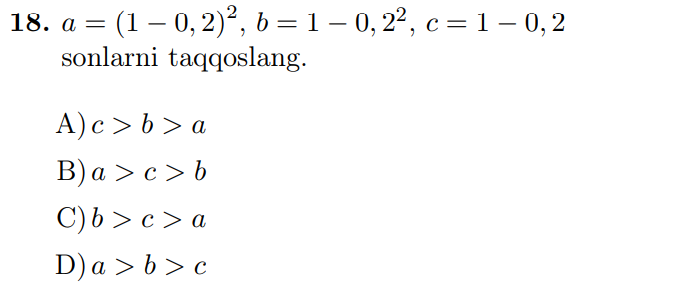 18. a = (1 − 0, 2)², b = 1 − 0, 2², c = 1 − 0, 2
sonlarni taqqoslang.
A) c > b > a
B) a > c > b
C) b > c > a
D) a > b > c